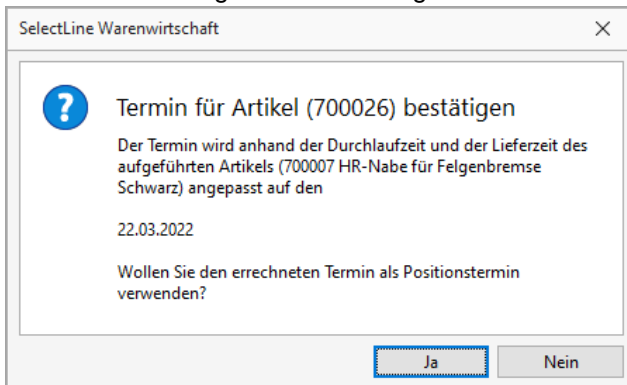 SelectLine Warenwirtschaft
Termin für Artikel (700026) bestätigen
Der Termin wird anhand der Durchlaufzeit und der Lieferzeit des
aufgeführten Artikels (700007 HR-Nabe für Felgenbremse
Schwarz) angepasst auf den
22.03.2022
Wollen Sie den errechneten Termin als Positionstermin
verwenden?
Ja
Nein